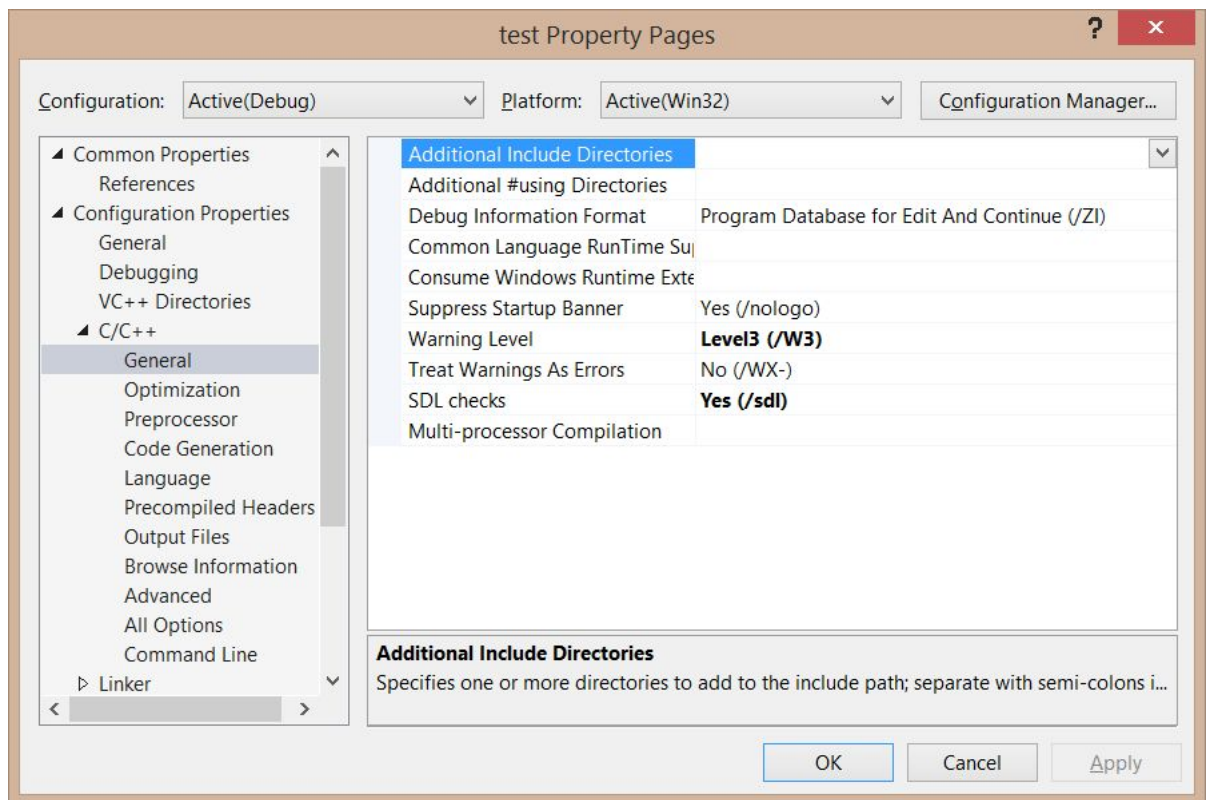 test Property Pages ?
Configuration: Active(Debug) Platform: Active(Win32) Configuration Manager...
Common Properties
References
Configuration Properties
General
Debugging
VC++ Directories
C/C++
General
Optimization
Preprocessor
Code Generation
Language
Precompiled Headers
Output Files
Browse Information
Advanced
All Options
Command Line
Linker
Additional Include Directories
Additional #using Directories
Debug Information Format Program Database for Edit And Continue (/ZI)
Common Language RunTime Su
Consume Windows Runtime Exte
Suppress Startup Banner Yes (/nologo)
Warning Level Level3 (/W3)
Treat Warnings As Errors No (/WX-)
SDL checks Yes (/sdl)
Multi-processor Compilation
Additional Include Directories
Specifies one or more directories to add to the include path; separate with semi-colons i...
OK Cancel Apply